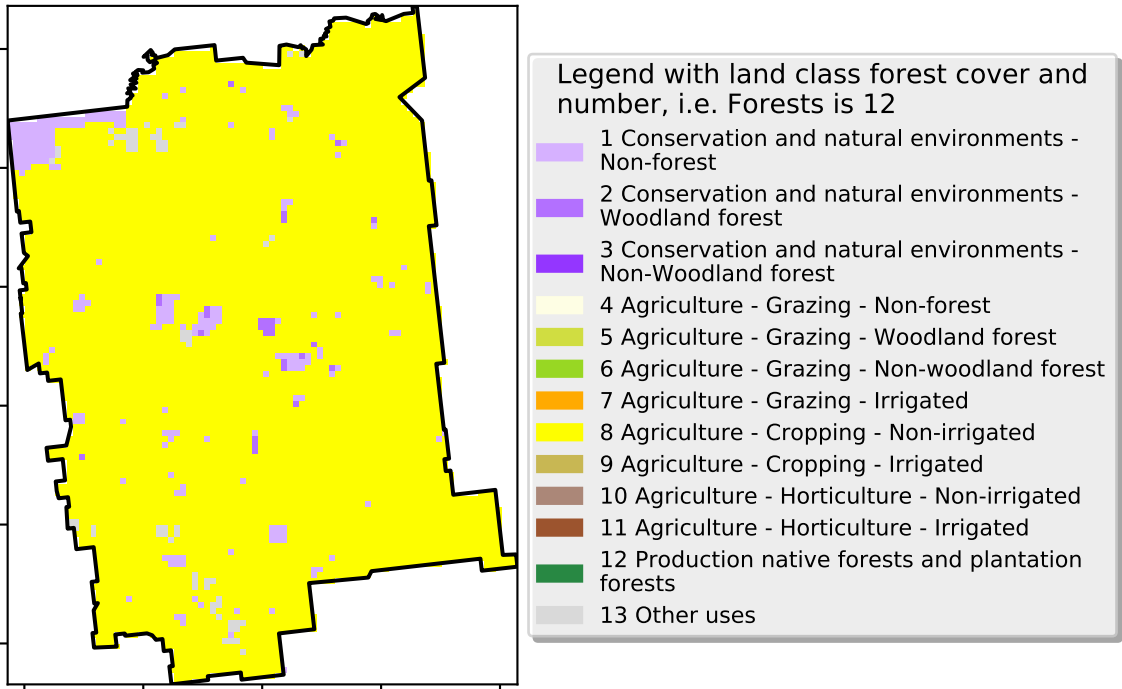 Legend with land class forest cover and
number, i.e. Forests is 12
1 Conservation and natural environments -
Non-forest
2 Conservation and natural environments -
Woodland forest
3 Conservation and natural environments -
Non-Woodland forest
4 Agriculture - Grazing - Non-forest
5 Agriculture - Grazing - Woodland forest
6 Agriculture - Grazing - Non-woodland forest
7 Agriculture - Grazing - Irrigated
8 Agriculture - Cropping - Non-irrigated
9 Agriculture - Cropping - Irrigated
10 Agriculture - Horticulture - Non-irrigated
11 Agriculture - Horticulture - Irrigated
12 Production native forests and plantation
forests
13 Other uses